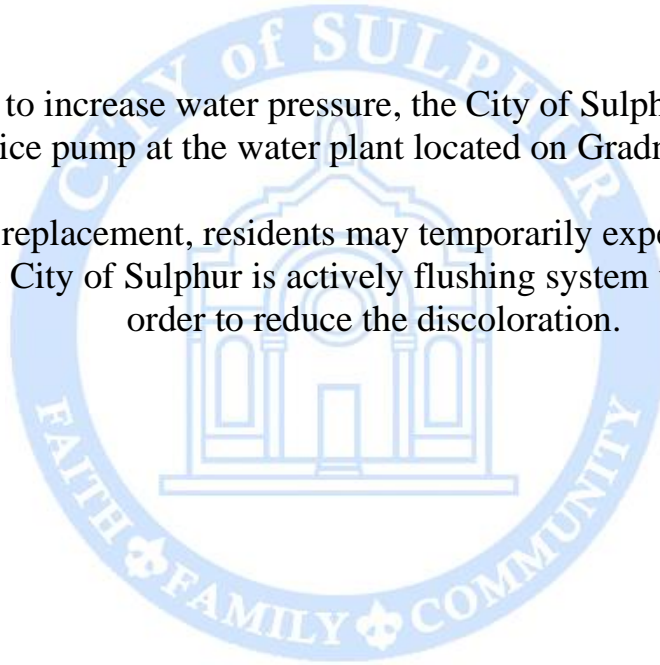 CITY of SULPHUR
to increase water pressure, the City of Sulph
ice pump at the water plant located on Gradn
replacement, residents may temporarily expe
City of Sulphur is actively flushing system
order to reduce the discoloration.
FAITH FAMILY COMMUNITY